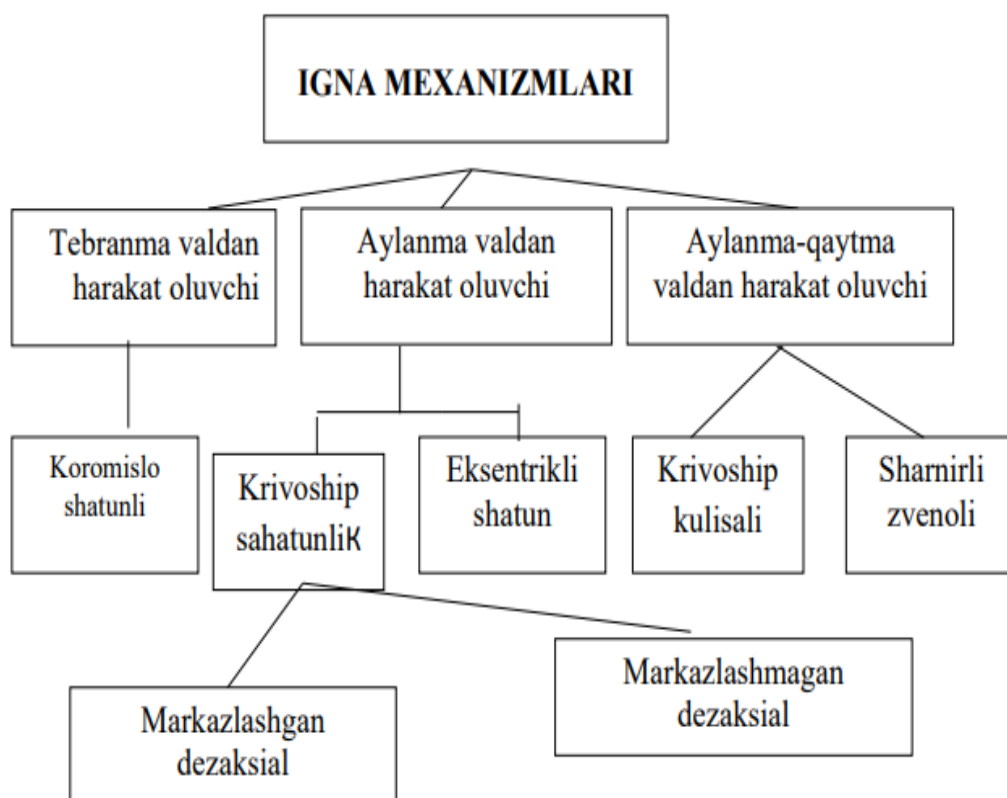 IGNA MEXANIZMLARI
Tebranma valdan
harakat oluvchi
Aylanma valdan
harakat oluvchi
Aylanma-qaytma
valdan harakat oluvchi
Koromislo
shatunli
Krivoship
sahatunliК
Eksentrikli
shatun
Krivoship
kulisali
Sharnirli
zvenoli
Markazlashgan
dezaksial
Markazlashmagan
dezaksial